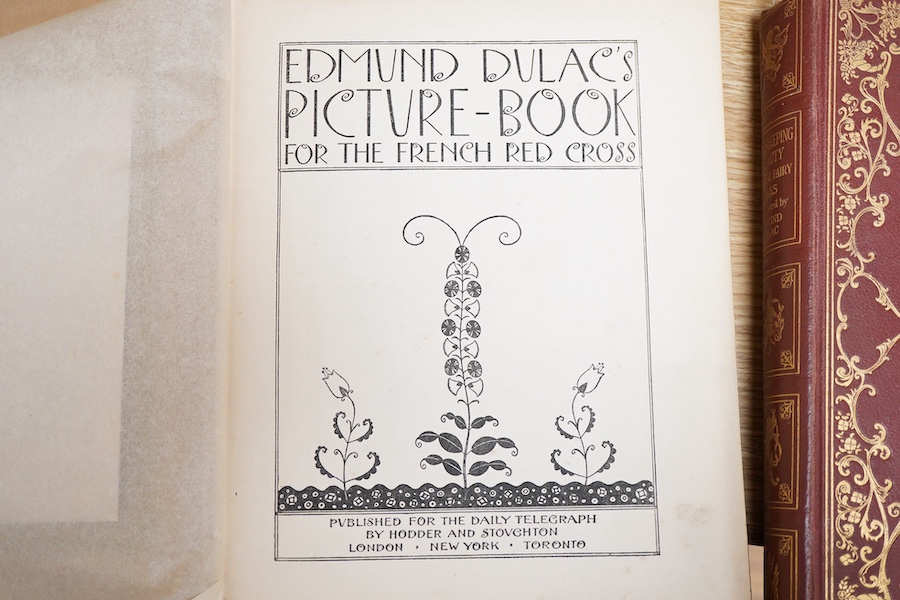 EDMUND DULAC'S
PICTURE-BOOK
FOR THE FRENCH RED CROSS
PUBLISHED FOR THE DAILY TELEGRAPH
BY HODDER AND STOVGHTON
LONDON · NEW YORK · TORONTO